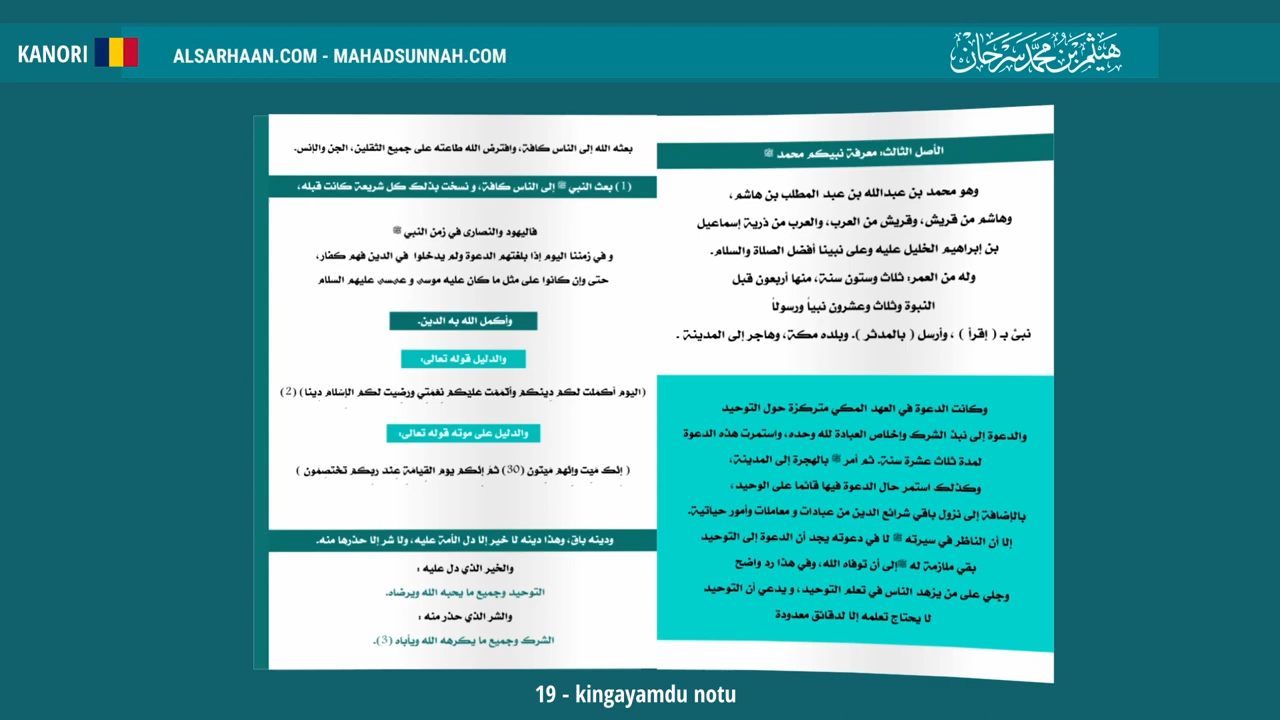 KANORI
ALSARHAAN.COM - MAHADSUNNAH.COM
هيثم بن محمد سرحان
الأصل الثالث: معرفة نبيكم محمد ﷺ
وهو محمد بن عبدالله بن عبد المطلب بن هاشم،
وهاشم من قريش، وقريش من العرب، والعرب من ذرية إسماعيل
بن إبراهيم الخليل عليه وعلى نبينا أفضل الصلاة والسلام.
وله من العمر: ثلاث وستون سنة، منها أربعون قبل
النبوة وثلاث وعشرون نبياً ورسولاً
نبئ بـ ( إقرأ ) ، وأرسل ( بالمدثر ). وبلده مكة، وهاجر إلى المدينة .
وكانت الدعوة في العهد المكي متركزة حول التوحيد
والدعوة إلى نبذ الشرك وإخلاص العبادة لله وحده، واستمرت هذه الدعوة
لمدة ثلاث عشرة سنة. ثم أمر ﷺ بالهجرة إلى المدينة،
وكذلك استمر حال الدعوة فيها قائما على الوحيد،
بالإضافة إلى نزول باقي شرائع الدين من عبادات و معاملات وأمور حياتية.
إلا أن الناظر في سيرته ﷺ لا في دعوته يجد أن الدعوة إلى التوحيد
بقي ملازمة له ﷺإلى أن توفاه الله، وفي هذا رد واضح
وجلي على من يزهد الناس في تعلم التوحيد، و يدعي أن التوحيد
لا يحتاج تعلمه إلا لدقائق معدودة
بعثه الله إلى الناس كافة، وافترض الله طاعته على جميع الثقلين، الجن والإنس.
(1) بعث النبي ﷺ إلى الناس كافة، و نسخت بذلك كل شريعة كانت قبله،
فاليهود والنصارى في زمن النبي ﷺ
و في زمننا اليوم إذا بلغتهم الدعوة ولم يدخلوا في الدين فهم كفار،
حتى وإن كانوا على مثل ما كان عليه موسى و عيسى عليهم السلام
وأكمل الله به الدين.
والدليل قوله تعالى:
(اليوم أكملت لكم دينكم وأتممت عليكم نعمتي ورضيت لكم الإسلام دينا) (2)
والدليل على موته قوله تعالى:
( إنك ميت وإنهم ميتون (30) ثم إنكم يوم القيامة عند ربكم تختصمون )
ودينه باق، وهذا دينه لا خير إلا دل الأمة عليه، ولا شر إلا حذرها منه.
والخير الذي دل عليه :
التوحيد وجميع ما يحبه الله ويرضاه.
والشر الذي حذر منه :
الشرك وجميع ما يكرهه الله ويأباه (3).
19 - kingayamdu notu